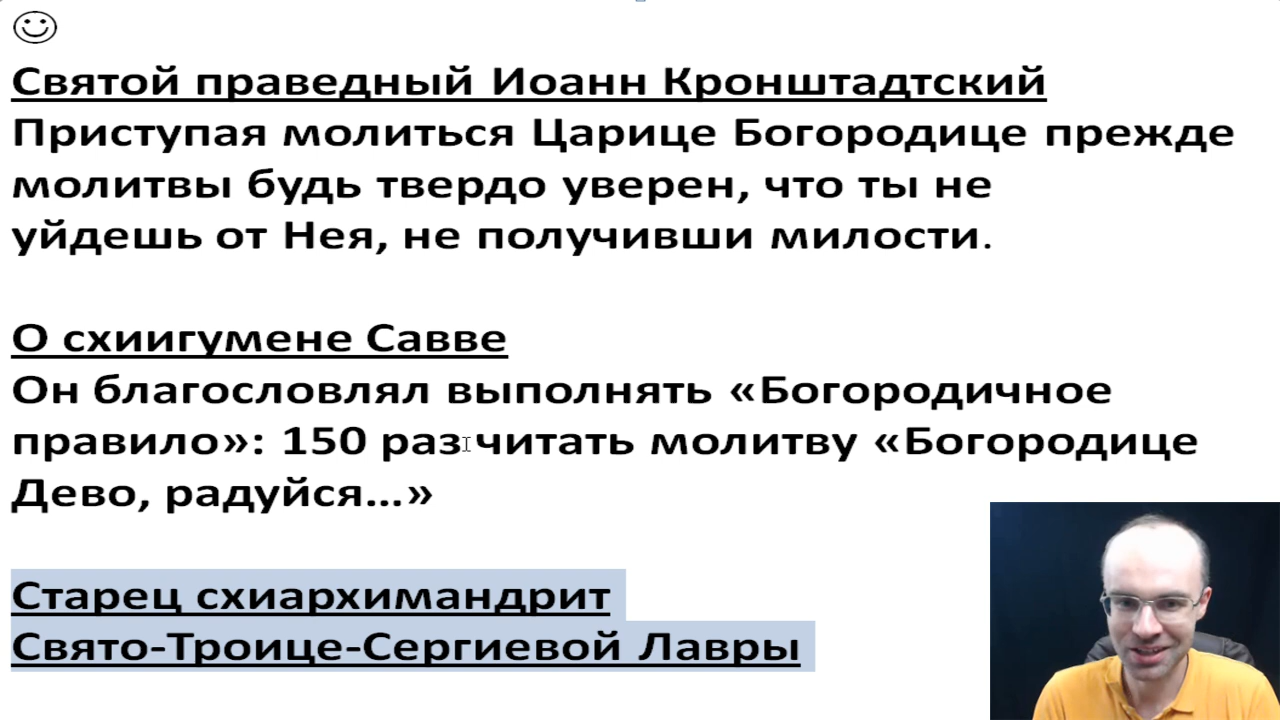 Святой праведный Иоанн Кронштадтский
Приступая молиться Царице Богородице прежде
молитвы будь твердо уверен, что ты не
уйдешь от Нея, не получивши милости.
О схиигумене Савве
Он благословлял выполнять «Богородичное
правило»: 150 раз читать молитву «Богородице
Дево, радуйся…»
Старец схиархимандрит
Свято-Троице-Сергиевой Лавры